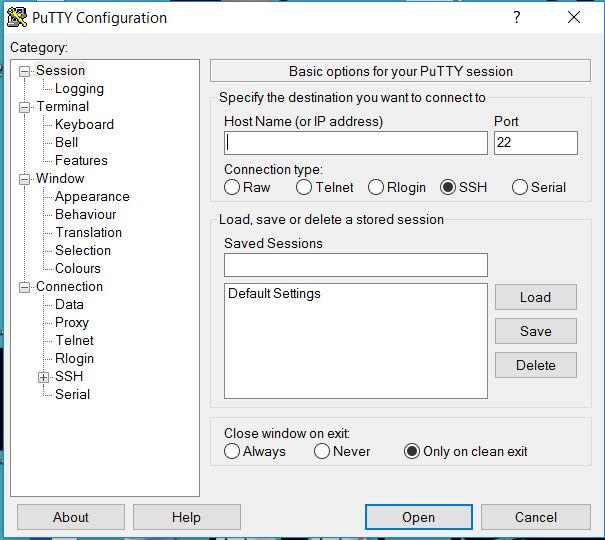 PuTTY Configuration
Category:
Session
Logging
Terminal
Keyboard
Bell
Features
Window
Appearance
Behaviour
Translation
Selection
Colours
Connection
Data
Proxy
Telnet
Rlogin
SSH
Serial
Basic options for your PuTTY session
Specify the destination you want to connect to
Host Name (or IP address) Port
22
Connection type:
Raw Telnet Rlogin SSH Serial
Load, save or delete a stored session
Saved Sessions
Default Settings
Load
Save
Delete
Close window on exit:
Always Never Only on clean exit
About Help Open Cancel